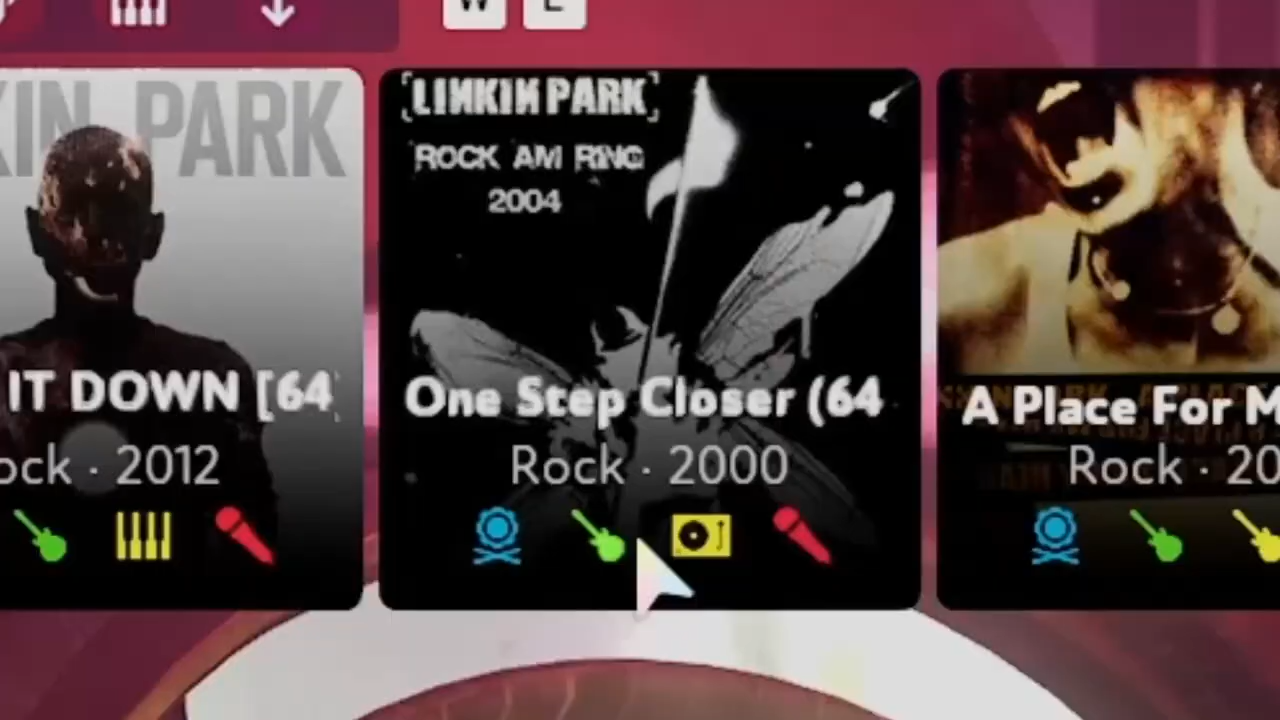 W E
KIN PARK
IT DOWN [64
ock · 2012
[LINKIN PARK]
ROCK AM RING
2004
One Step Closer (64
Rock · 2000
A Place For M
Rock · 20